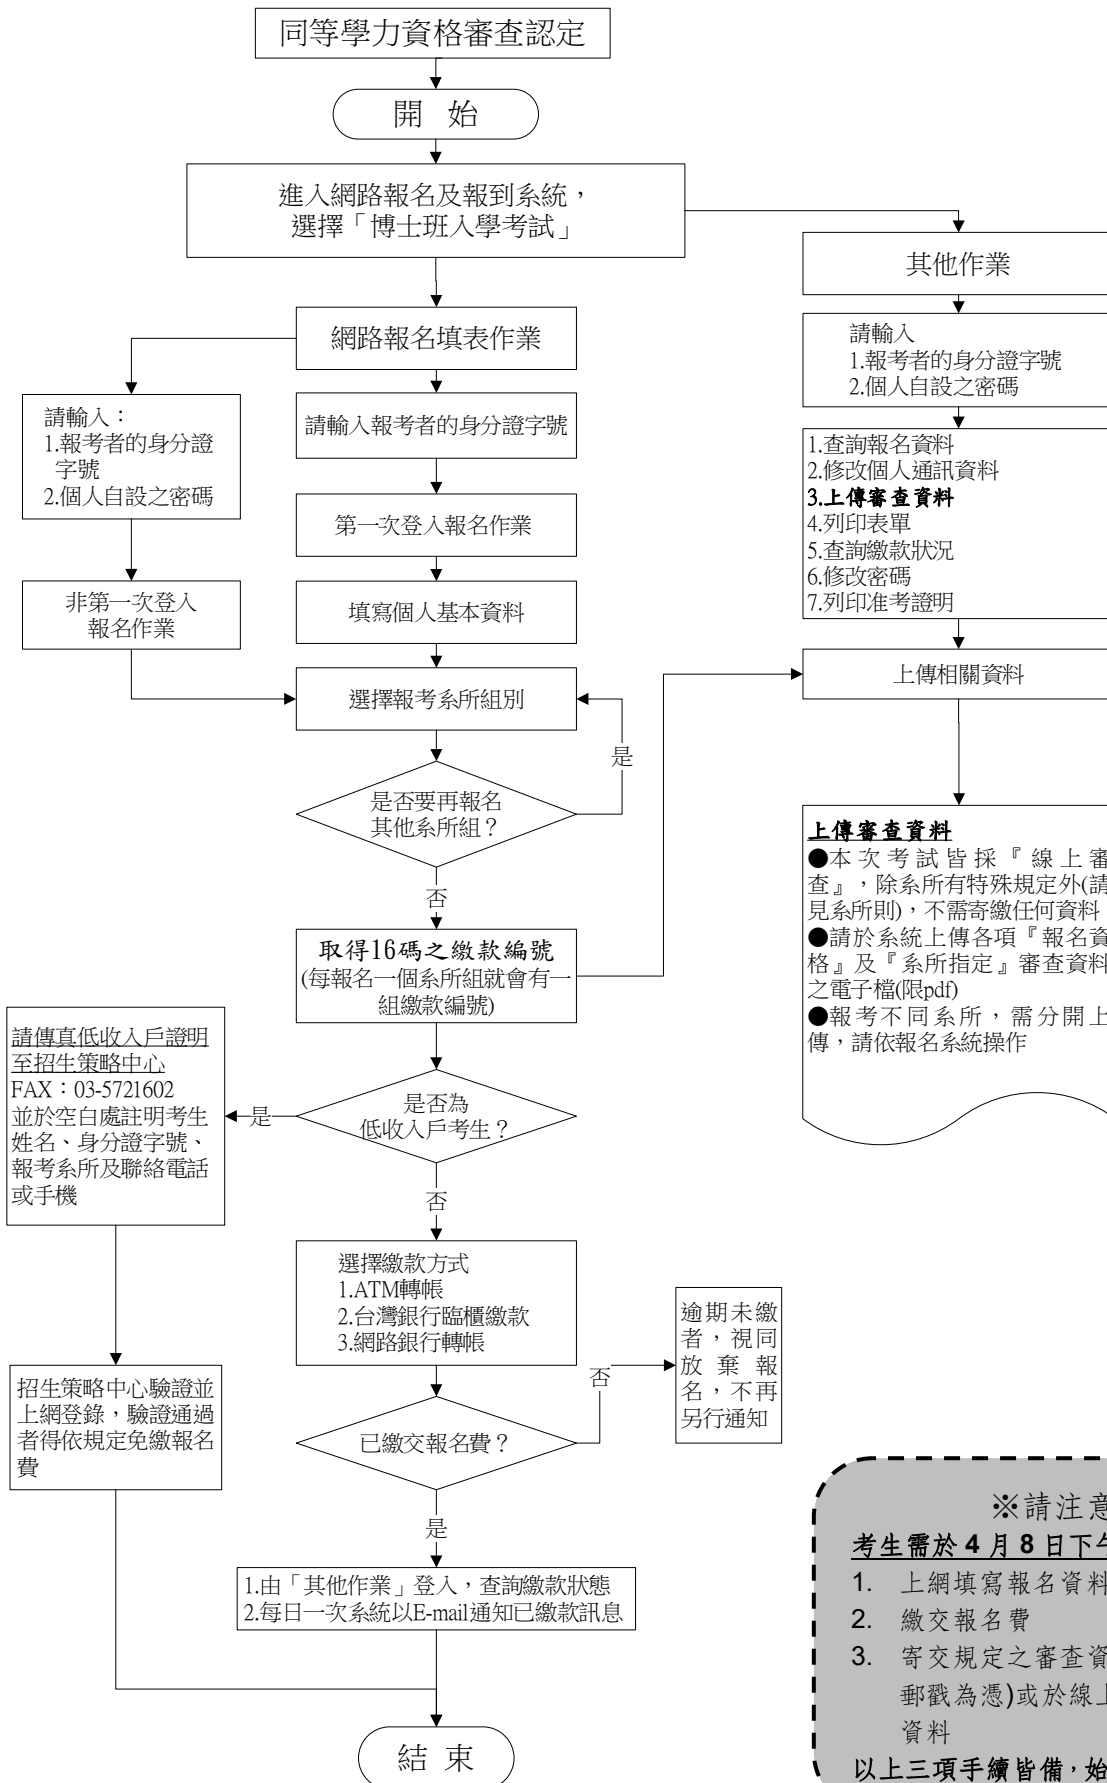 同等學力資格審查認定
開 始
進入網路報名及報到系統，
選擇「博士班入學考試」
其他作業
網路報名填表作業
請輸入
1.報考者的身分證字號
2.個人自設之密碼
請輸入：
1.報考者的身分證
字號
2.個人自設之密碼
請輸入報考者的身分證字號
1.查詢報名資料
2.修改個人通訊資料
3.上傳審查資料
4.列印表單
5.查詢繳款狀況
6.修改密碼
7.列印准考證明
第一次登入報名作業
非第一次登入
報名作業
填寫個人基本資料
選擇報考系所組別
上傳相關資料
是
是否要再報名
其他系所組？
否
上傳審查資料
●本次考試皆採『線上審
查』，除系所有特殊規定外(請
見系所則)，不需寄繳任何資料
●請於系統上傳各項『報名資
格』及『系所指定』審查資料
之電子檔(限pdf)
●報考不同系所，需分開上
傳，請依報名系統操作
取得16碼之繳款編號
(每報名一個系所組就會有一
組繳款編號)
請傳真低收入戶證明
至招生策略中心
FAX：03-5721602
並於空白處註明考生
姓名、身分證字號、
報考系所及聯絡電話
或手機
是
是否為
低收入戶考生？
否
選擇繳款方式
1.ATM轉帳
2.台灣銀行臨櫃繳款
3.網路銀行轉帳
逾期未繳
者，視同
放棄報
名，不再
另行通知
否
招生策略中心驗證並
上網登錄，驗證通過
者得依規定免繳報名
費
已繳交報名費？
是
1.由「其他作業」登入，查詢繳款狀態
2.每日一次系統以E-mail通知已繳款訊息
結 束
※請注意
考生需於 4 月 8 日下午
1. 上網填寫報名資料
2. 繳交報名費
3. 寄交規定之審查資
郵戳為憑)或於線上
資料
以上三項手續皆備，始